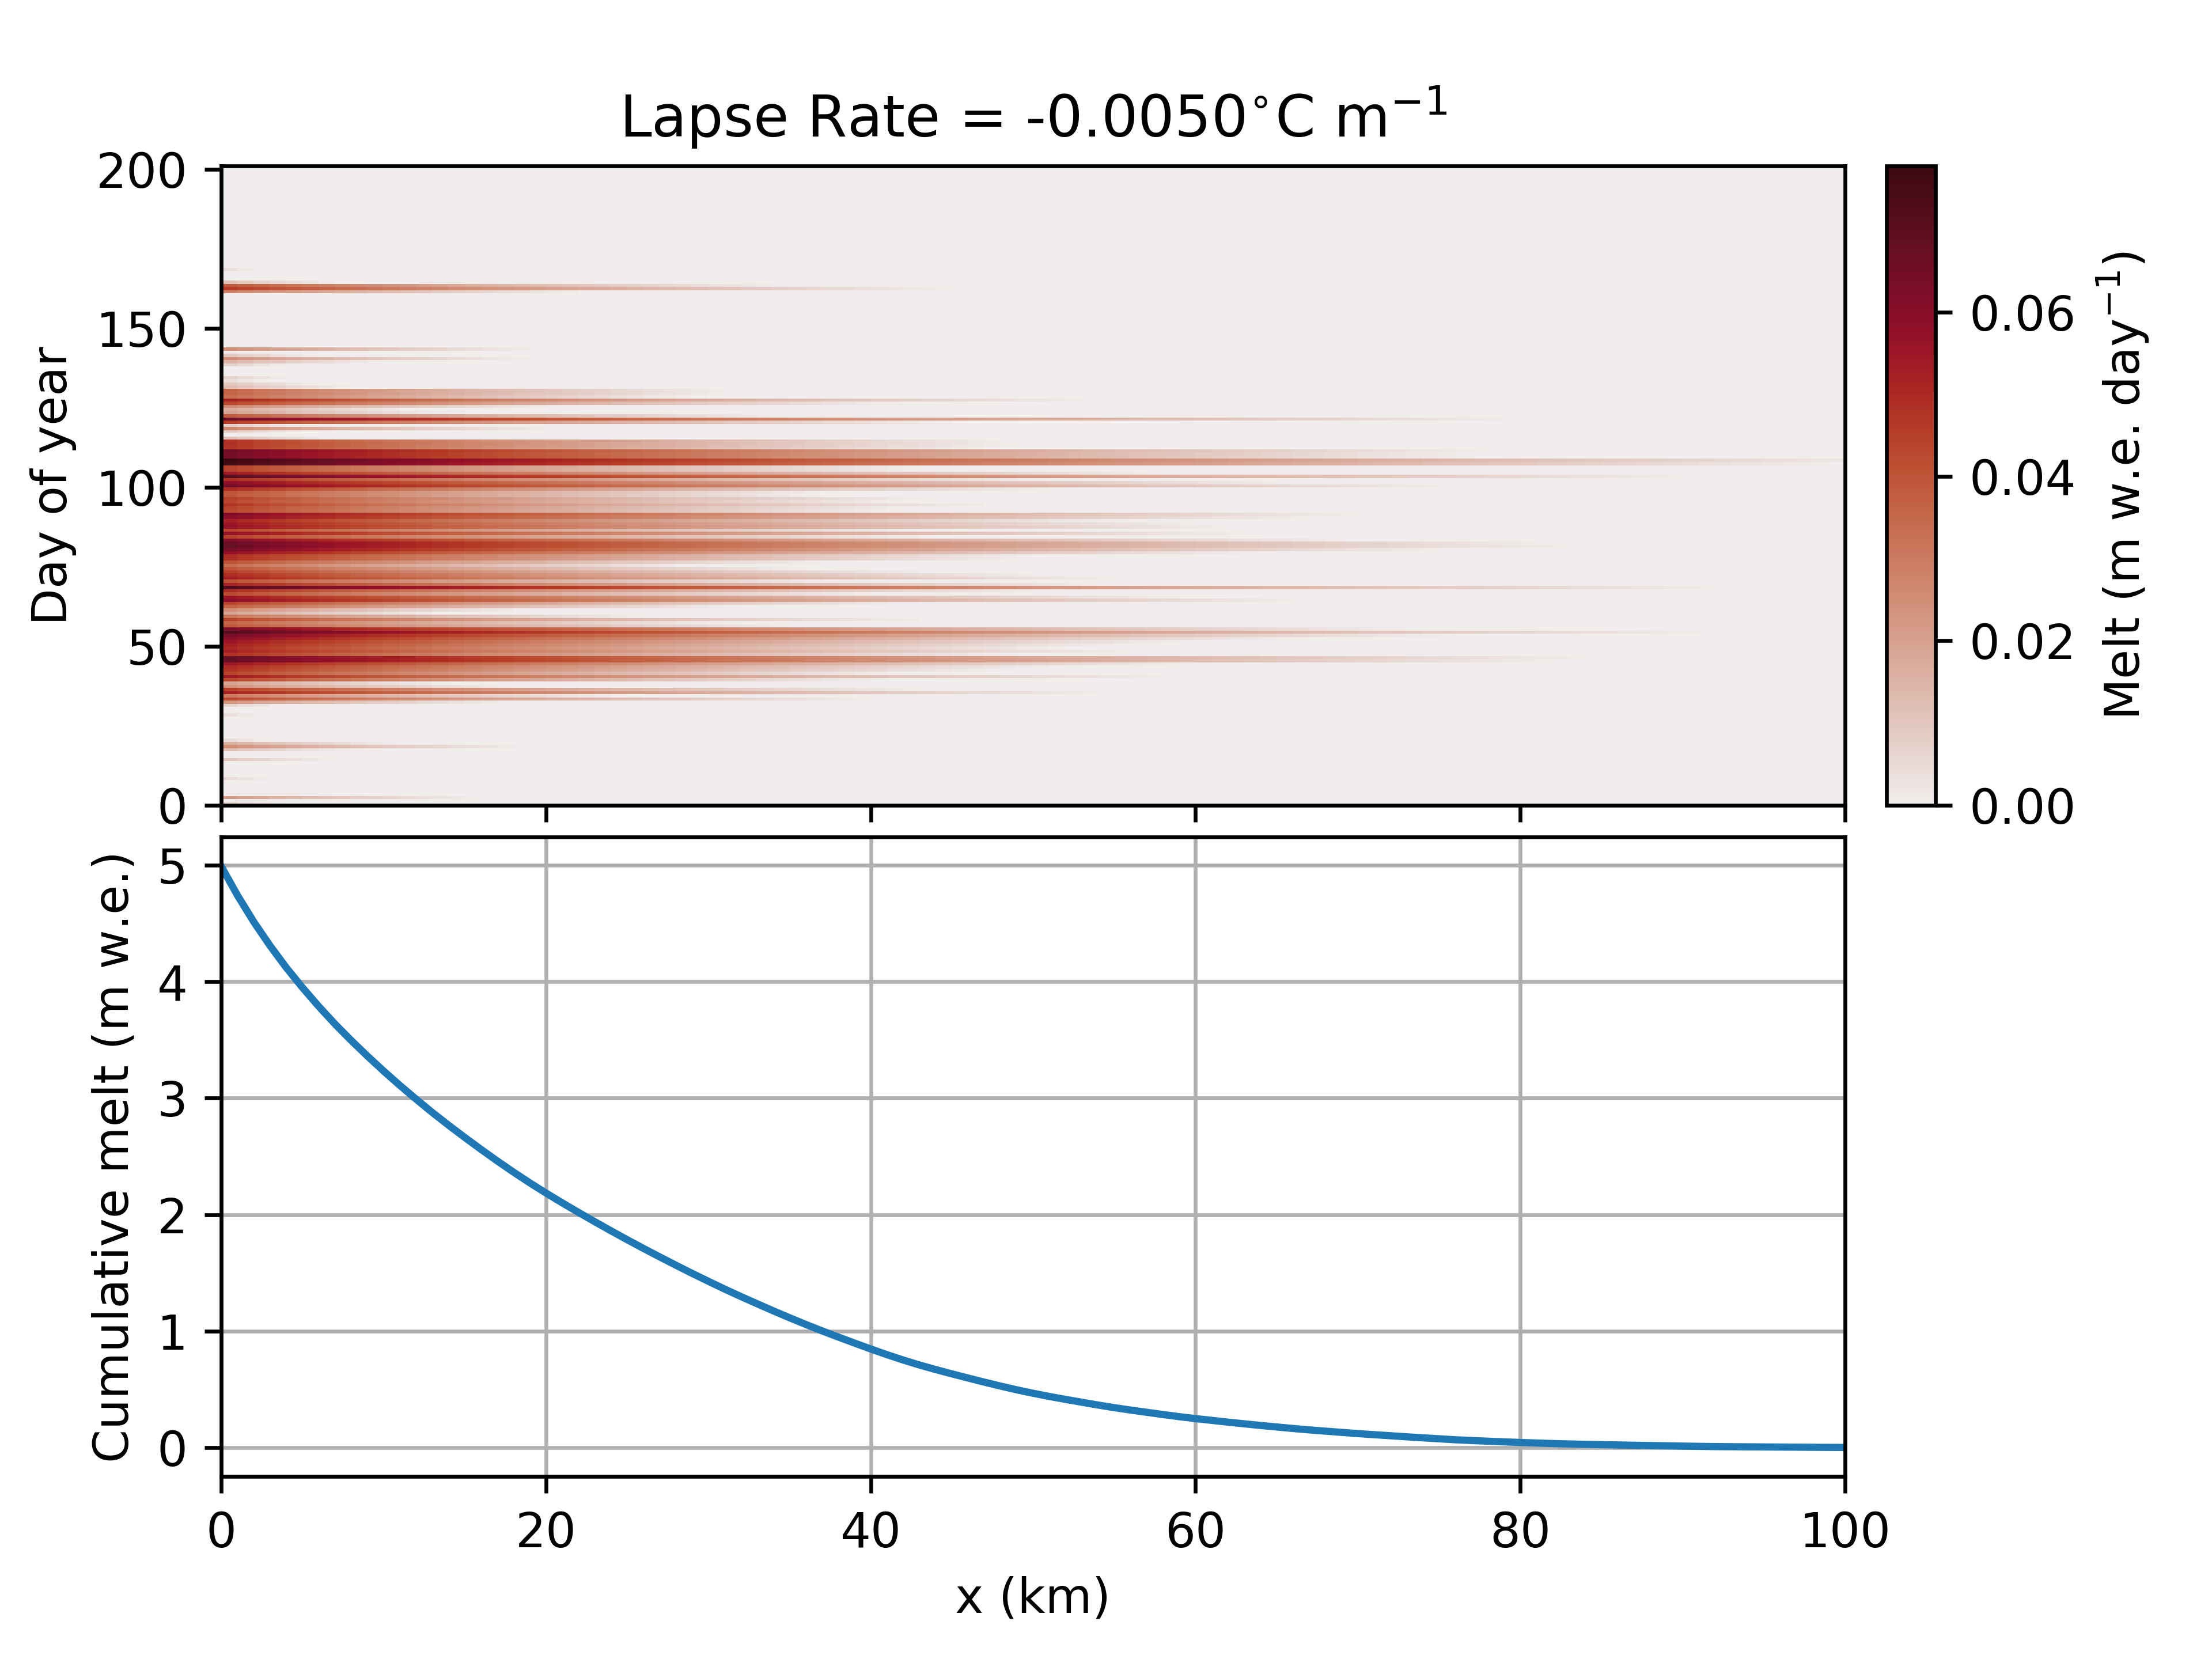 Lapse Rate = -0.0050°C m⁻¹
200
150
100
50
0
Day of year
0.06
0.04
0.02
0.00
Melt (m w.e. day⁻¹)
5
4
3
2
1
0
Cumulative melt (m w.e.)
0 20 40 60 80 100
x (km)